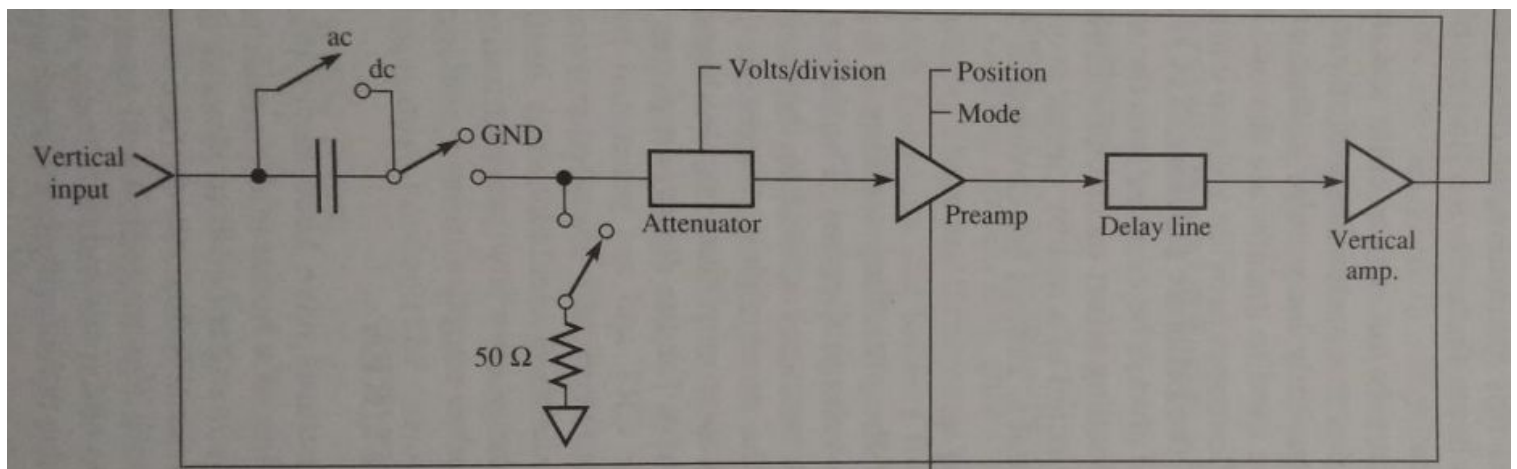 ac
dc
Volts/division
Position
Mode
GND
Vertical
input
Attenuator
Preamp
Delay line
Vertical
amp.
50 Ω